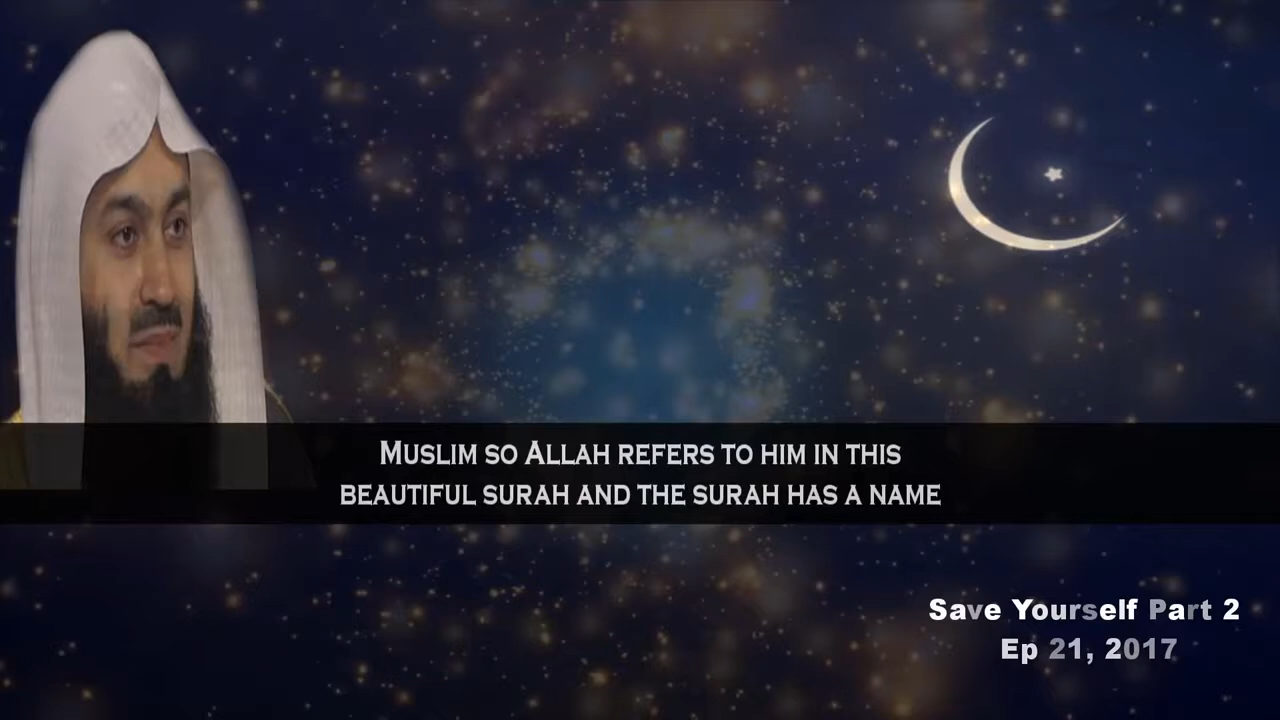 Muslim so Allah refers to him in this
beautiful surah and the surah has a name
Save Yourself Part 2
Ep 21, 2017